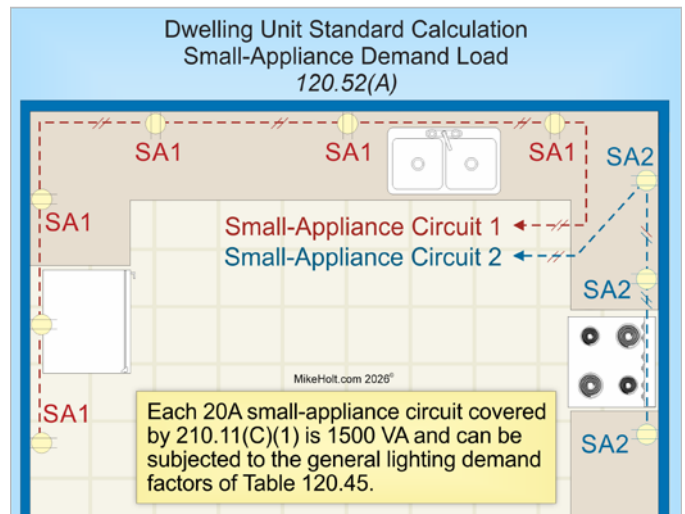 Dwelling Unit Standard Calculation
Small-Appliance Demand Load
120.52(A)
SA1
SA1
SA1
SA2
SA1
Small-Appliance Circuit 1
Small-Appliance Circuit 2
SA2
MikeHolt.com 2026©
SA1
Each 20A small-appliance circuit covered
by 210.11(C)(1) is 1500 VA and can be
subjected to the general lighting demand
factors of Table 120.45.
SA2